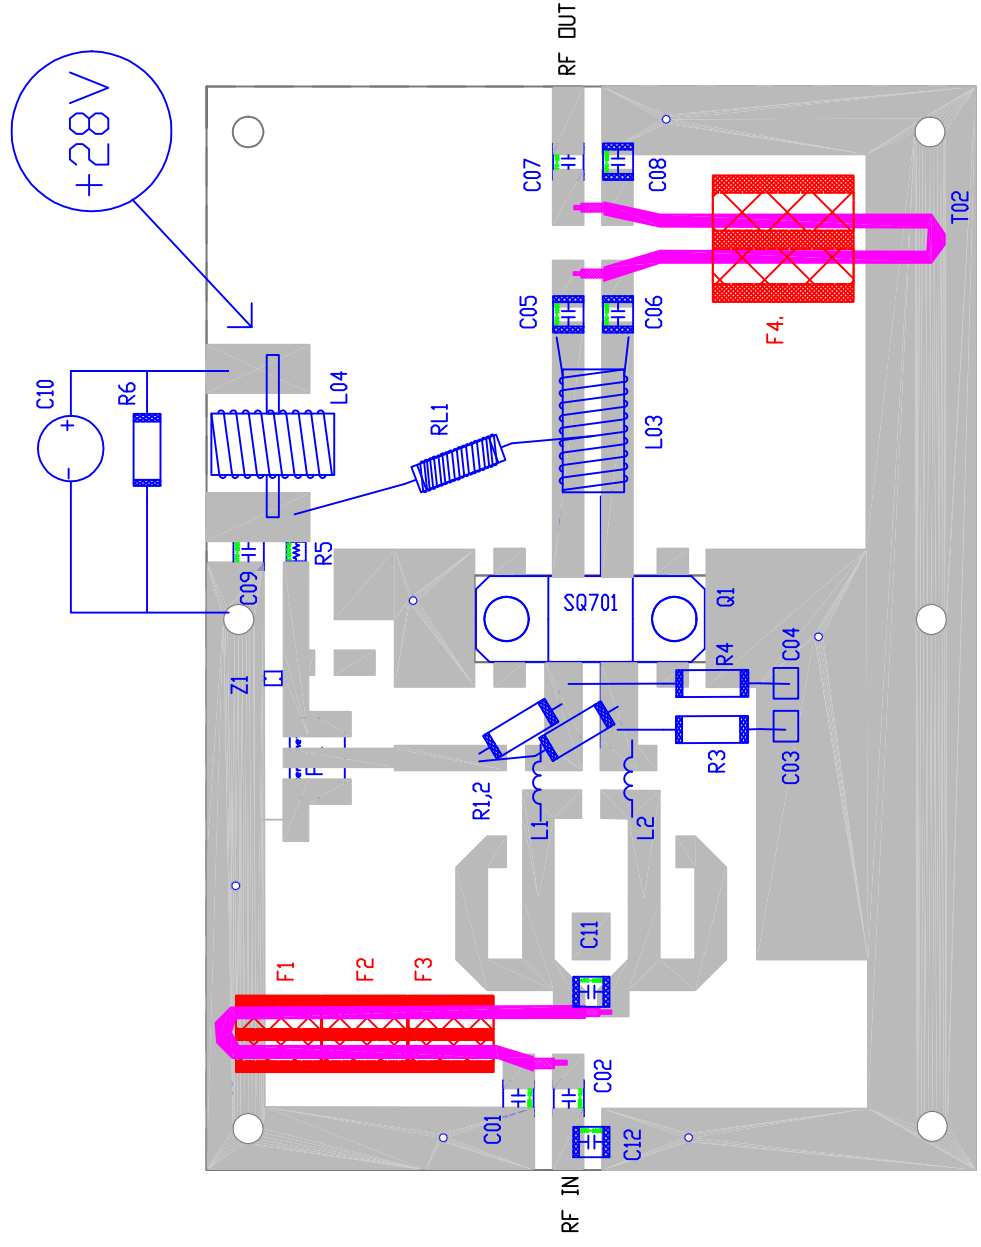 RF OUT
+28V
C07
C08
T02
C05
C06
F4.
C10
R6
L04
RL1
L03
C09
R5
SQ701
Q1
Z1
R4
C04
R3
C03
R1,2
L1
L2
C11
F1
F2
F3
C01
C02
C12
RF IN